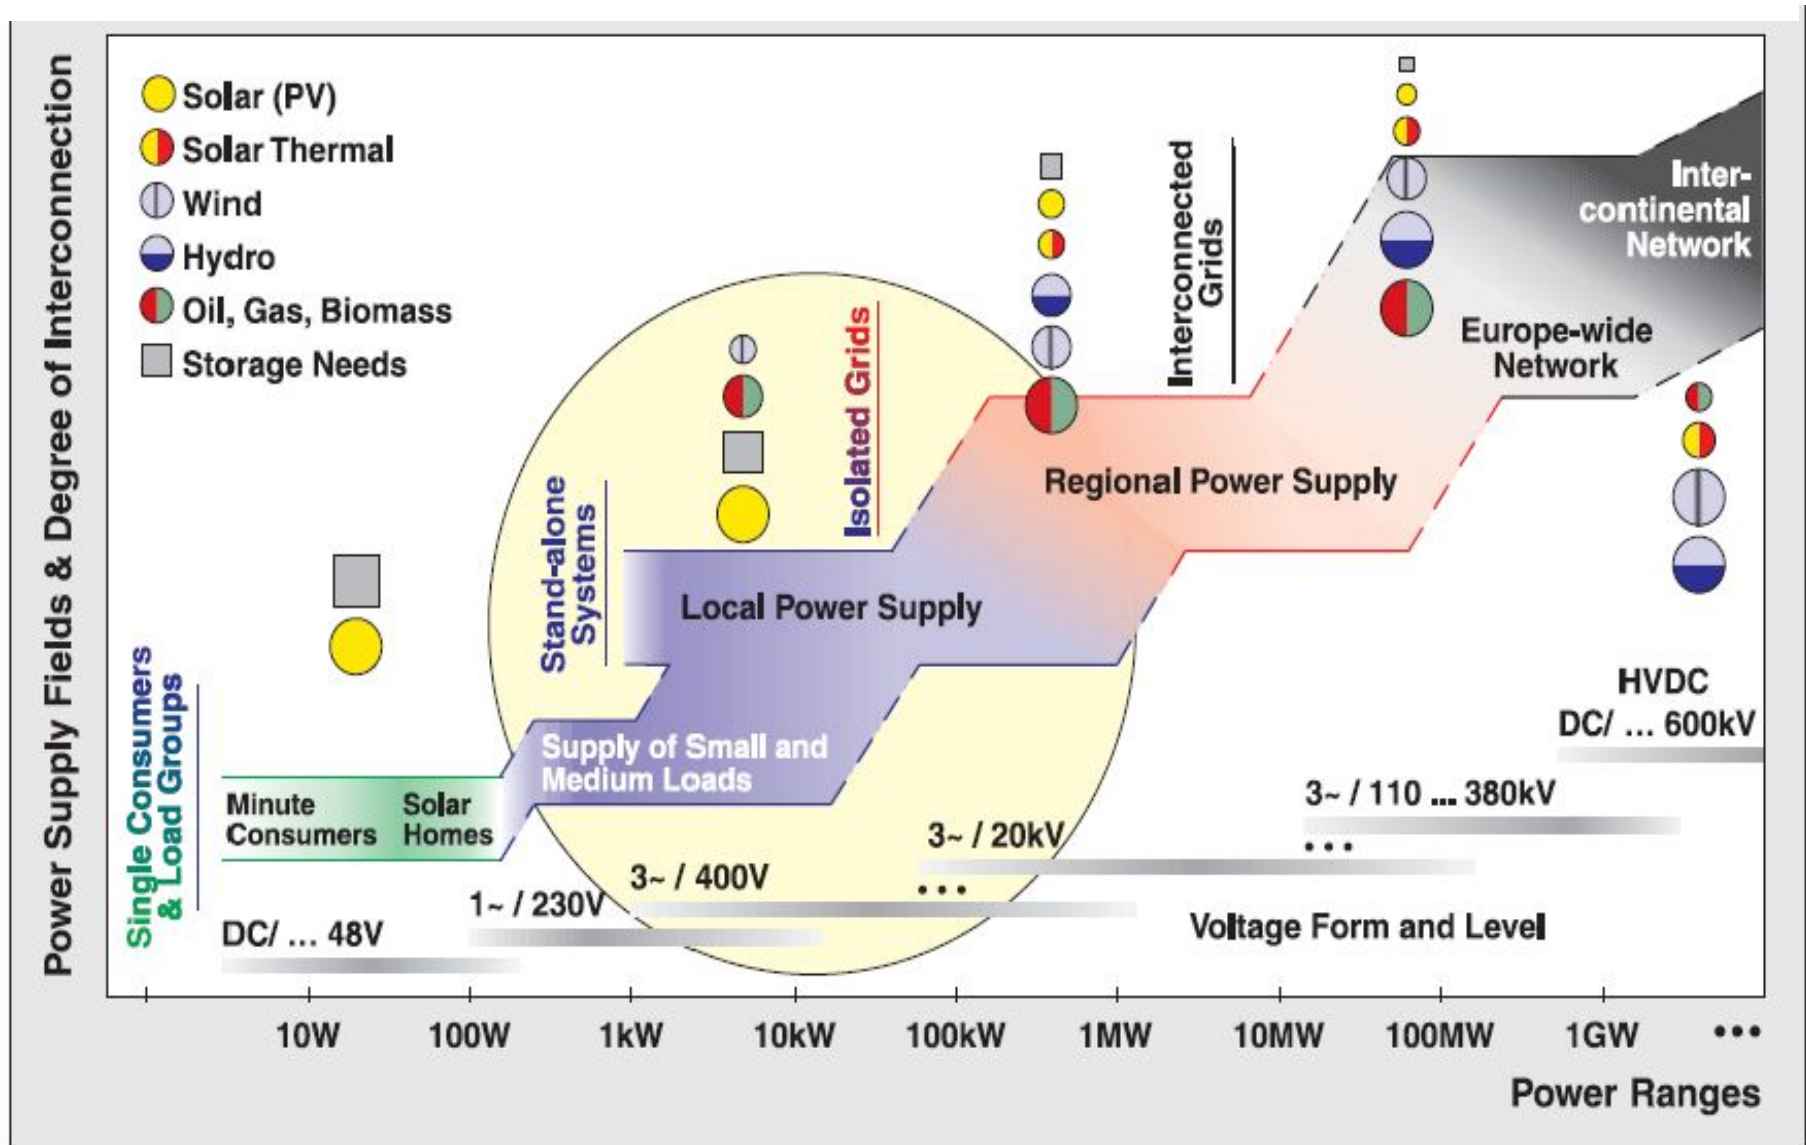 Power Supply Fields & Degree of Interconnection
Solar (PV)
Solar Thermal
Wind
Hydro
Oil, Gas, Biomass
Storage Needs
Single Consumers
& Load Groups
Stand-alone
Systems
Isolated Grids
Interconnected
Grids
Inter-
continental
Network
Europe-wide
Network
Regional Power Supply
Local Power Supply
Supply of Small and
Medium Loads
Minute
Consumers
Solar
Homes
HVDC
DC/ ... 600kV
3~ / 110 ... 380kV
...
3~ / 20kV
...
3~ / 400V
1~ / 230V
DC/ ... 48V
Voltage Form and Level
10W 100W 1kW 10kW 100kW 1MW 10MW 100MW 1GW ...
Power Ranges